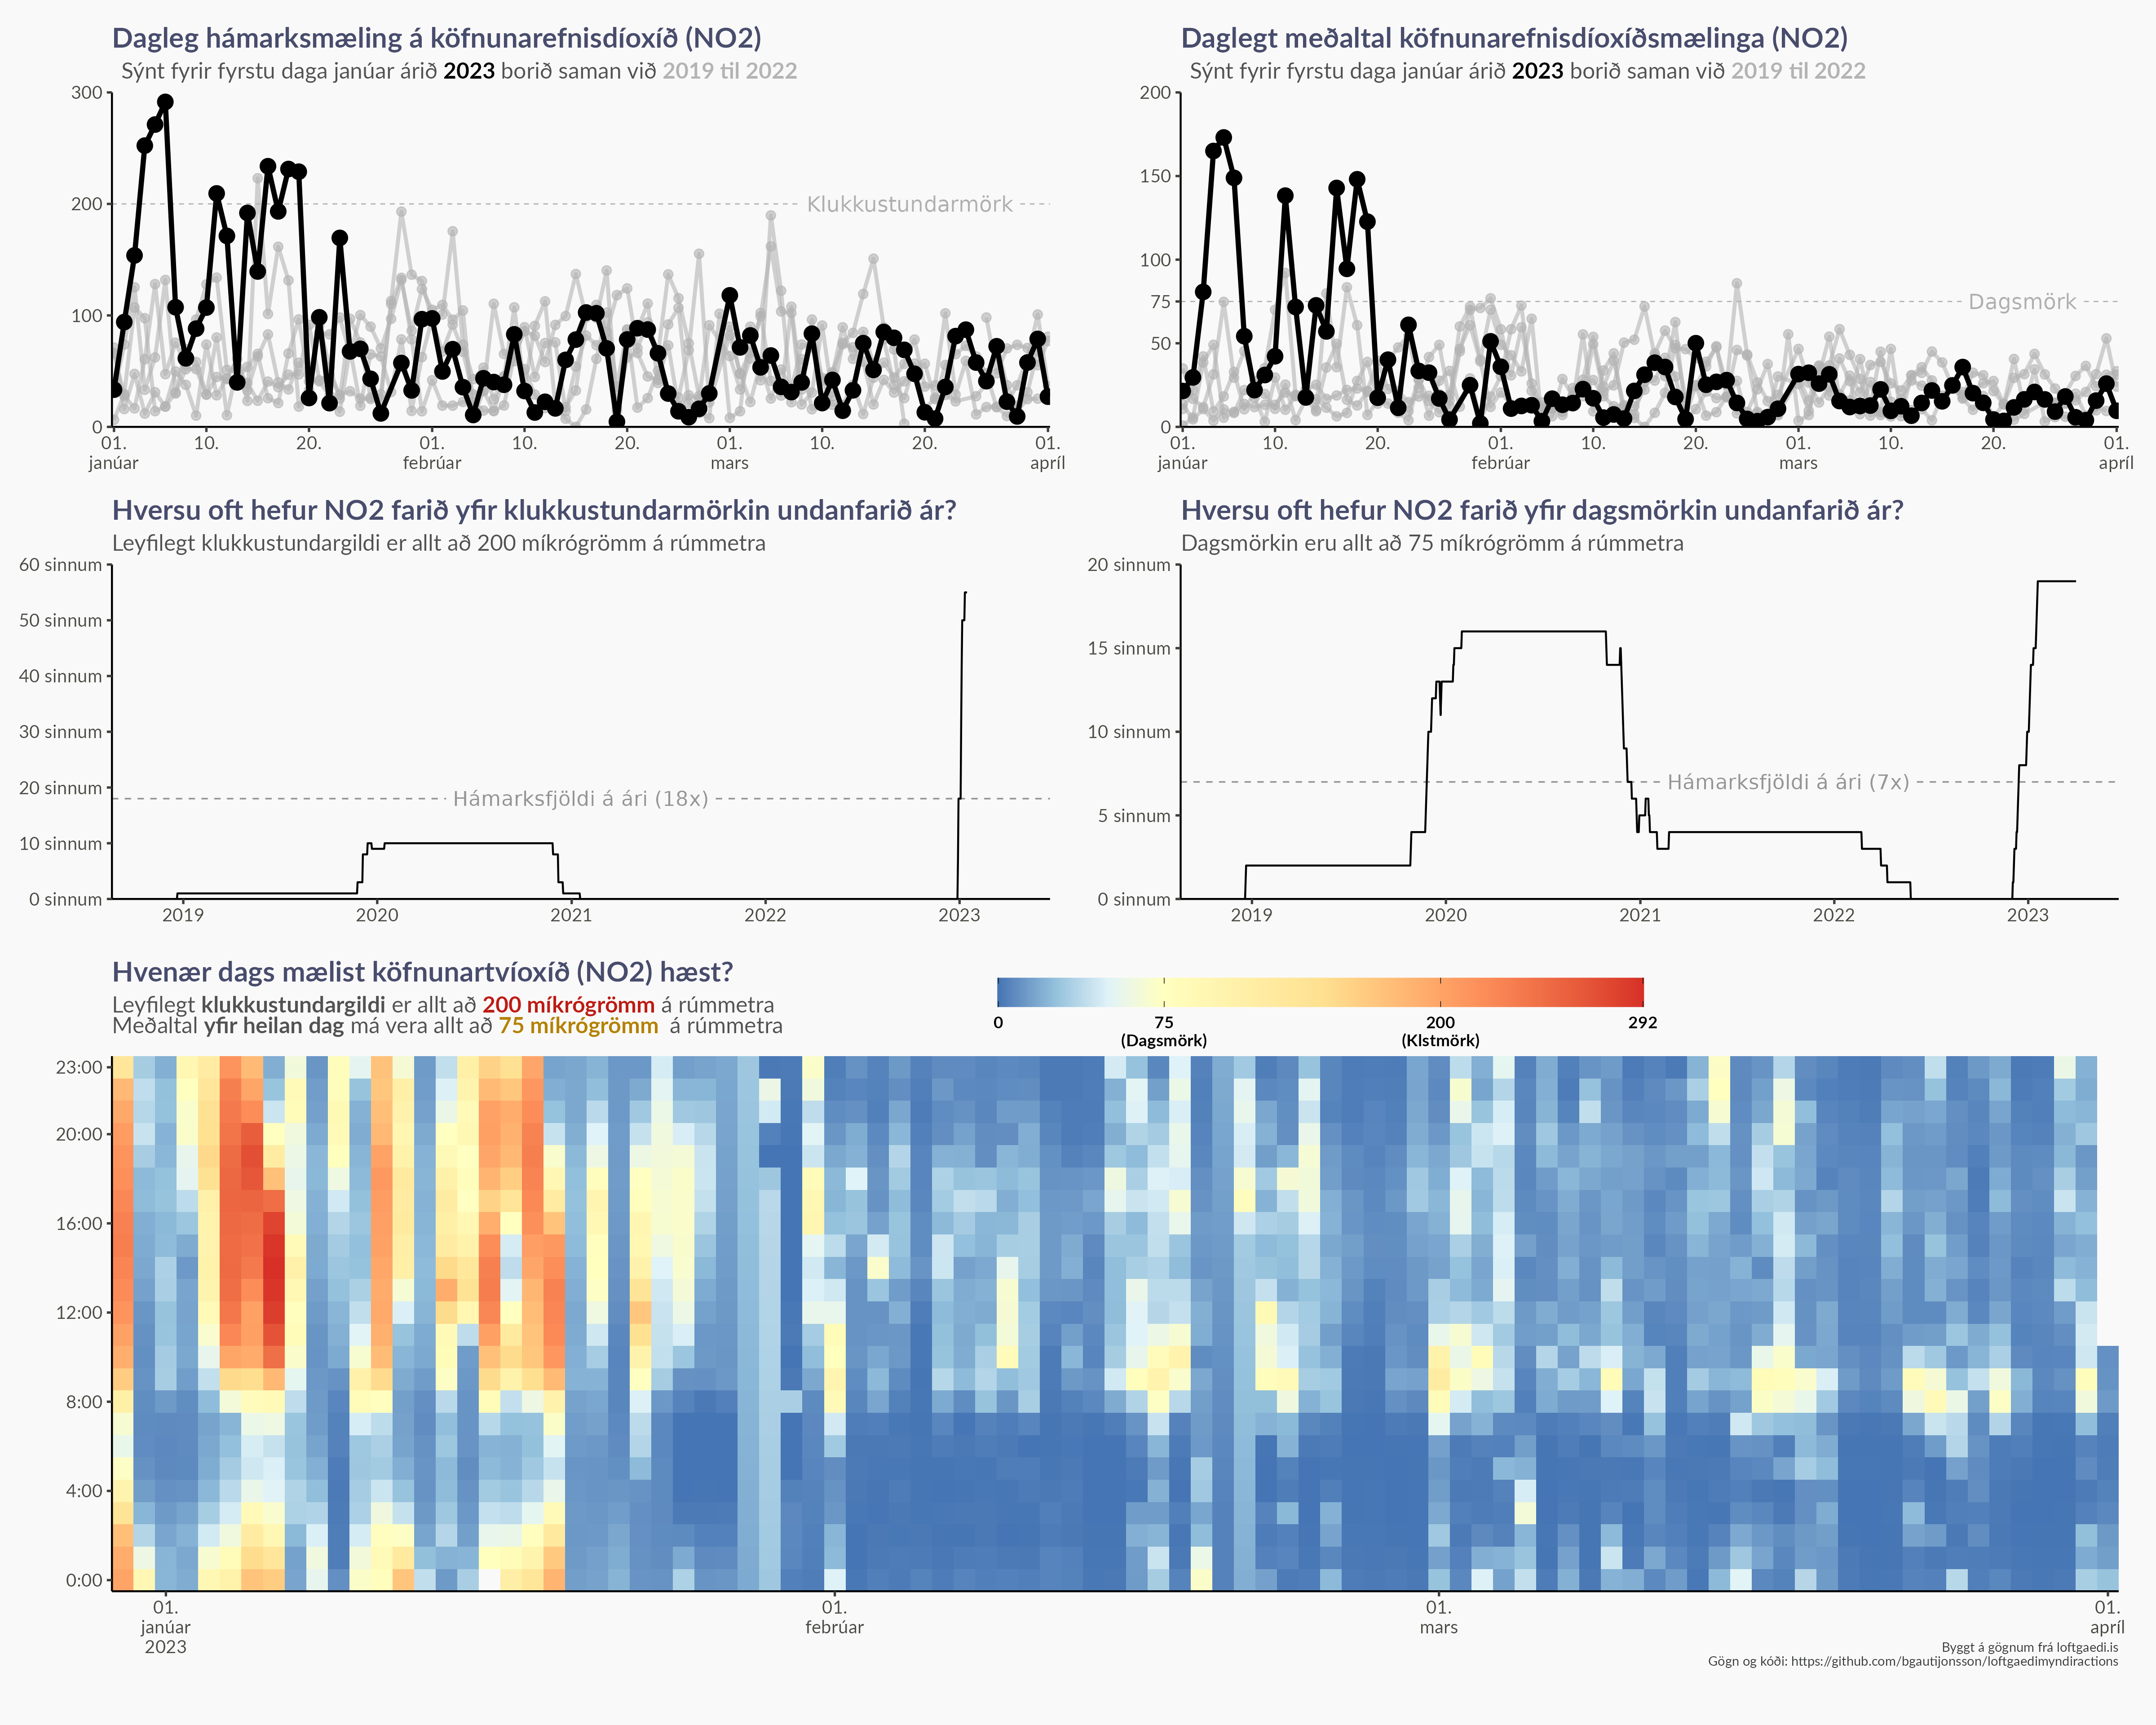 Dagleg hámarksmæling á köfnunarefnisdíoxíð (NO2)
Sýnt fyrir fyrstu daga janúar árið 2023 borið saman við 2019 til 2022
300
200
100
0
Klukkustundarmörk
01. 10. 20. 01. 10. 20. 01. 10. 20. 01.
janúar febrúar mars apríl
Daglegt meðaltal köfnunarefnisdíoxíðsmælinga (NO2)
Sýnt fyrir fyrstu daga janúar árið 2023 borið saman við 2019 til 2022
200
150
100
75
50
0
Dagsmörk
01. 10. 20. 01. 10. 20. 01. 10. 20. 01.
janúar febrúar mars apríl
Hversu oft hefur NO2 farið yfir klukkustundarmörkin undanfarið ár?
Leyfilegt klukkustundargildi er allt að 200 míkrógrömm á rúmmetra
60 sinnum
50 sinnum
40 sinnum
30 sinnum
20 sinnum
10 sinnum
0 sinnum
Hámarksfjöldi á ári (18x)
2019 2020 2021 2022 2023
Hversu oft hefur NO2 farið yfir dagsmörkin undanfarið ár?
Dagsmörkin eru allt að 75 míkrógrömm á rúmmetra
20 sinnum
15 sinnum
10 sinnum
5 sinnum
0 sinnum
Hámarksfjöldi á ári (7x)
2019 2020 2021 2022 2023
Hvenær dags mælist köfnunartvíoxíð (NO2) hæst?
Leyfilegt klukkustundargildi er allt að 200 míkrógrömm á rúmmetra
Meðaltal yfir heilan dag má vera allt að 75 míkrógrömm á rúmmetra
0 75 200 292
(Dagsmörk) (Klstmörk)
23:00
20:00
16:00
12:00
8:00
4:00
0:00
01. 01. 01. 01.
janúar febrúar mars apríl
2023
Byggt á gögnum frá loftgaedi.is
Gögn og kóði: https://github.com/bgautijonsson/loftgaedimyndiractions